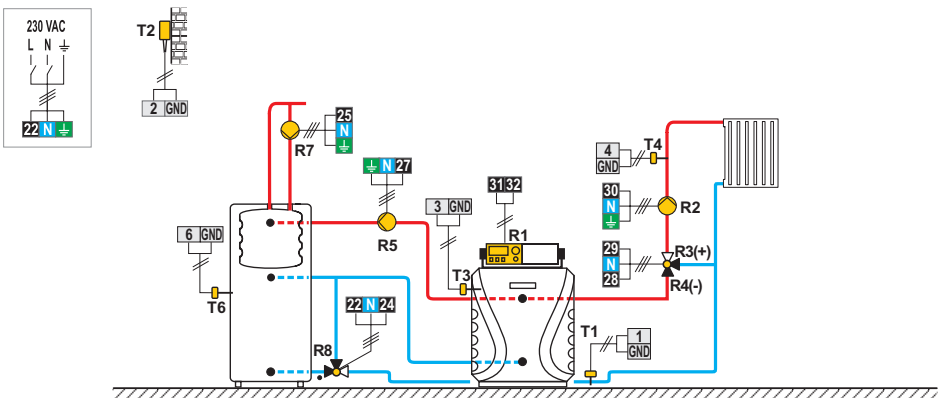 230 VAC
L N
22 N
T2
2 GND
R7
25
N
27 N
R5
3 GND
31 32
R1
T3
6 GND
T6
22 N 24
R8
4
GND
T4
30
N
R2
29
N
28
R3(+)
R4(-)
T1
1
GND